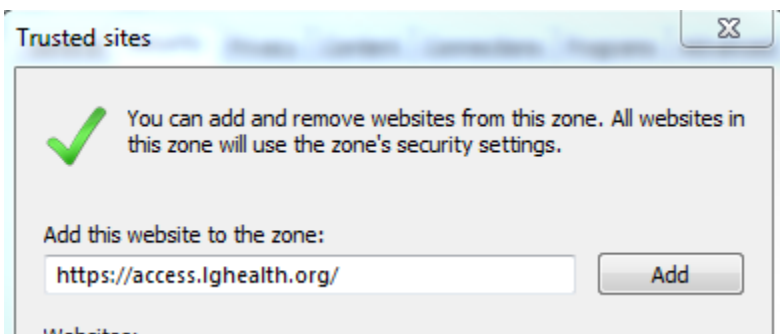 Trusted sites
You can add and remove websites from this zone. All websites in
this zone will use the zone's security settings.
Add this website to the zone:
https://access.lghealth.org/
Add